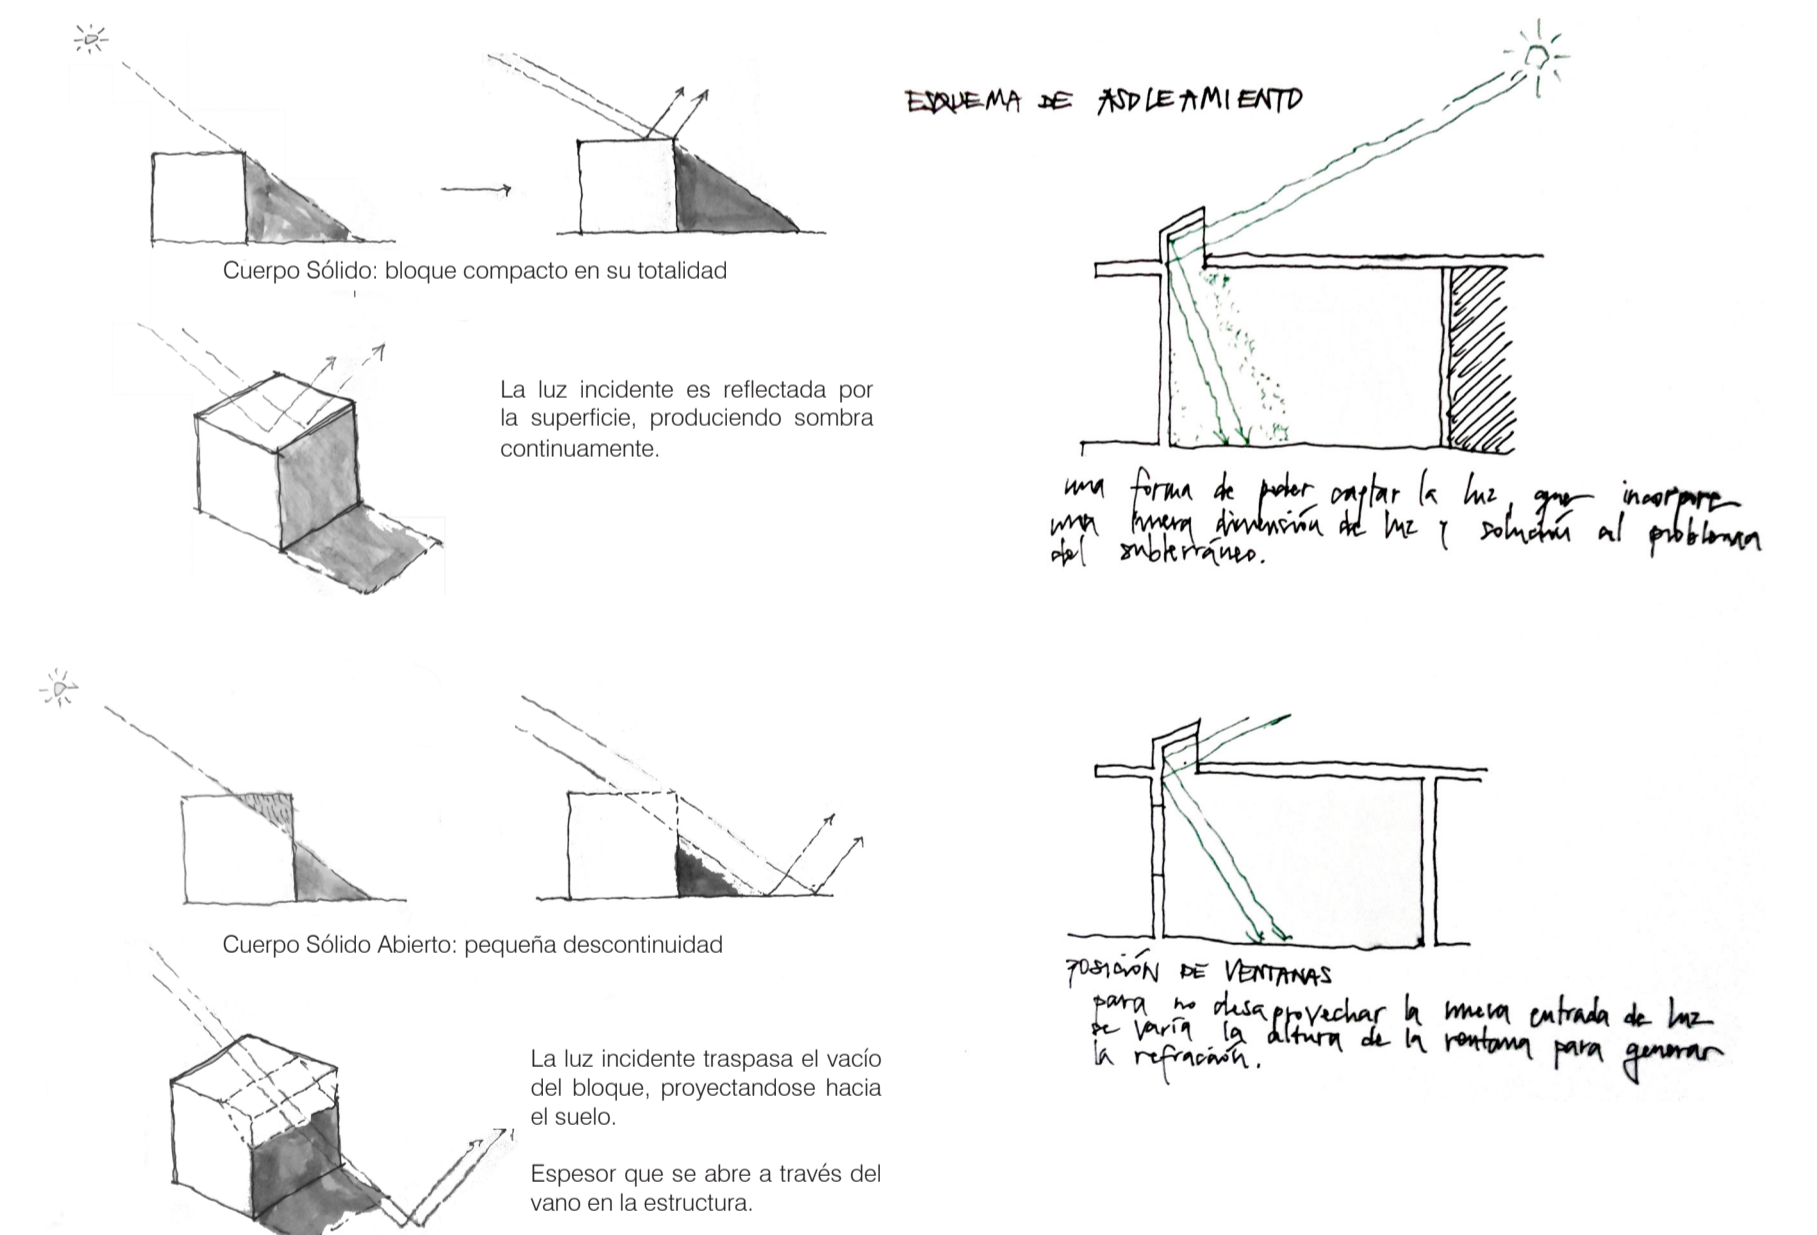 Cuerpo Sólido: bloque compacto en su totalidad
La luz incidente es reflectada por
la superficie, produciendo sombra
continuamente.
Cuerpo Sólido Abierto: pequeña descontinuidad
La luz incidente traspasa el vacío
del bloque, proyectandose hacia
el suelo.
Espesor que se abre a través del
vano en la estructura.
ESQUEMA DE ASOLEAMIENTO
una forma de poder captar la luz, que incorpore
una nueva dimensión de luz y solución al problema
del subterráneo.
POSICIÓN DE VENTANAS
para no desaprovechar la nueva entrada de luz
se varía la altura de la ventana para generar
la refracción.